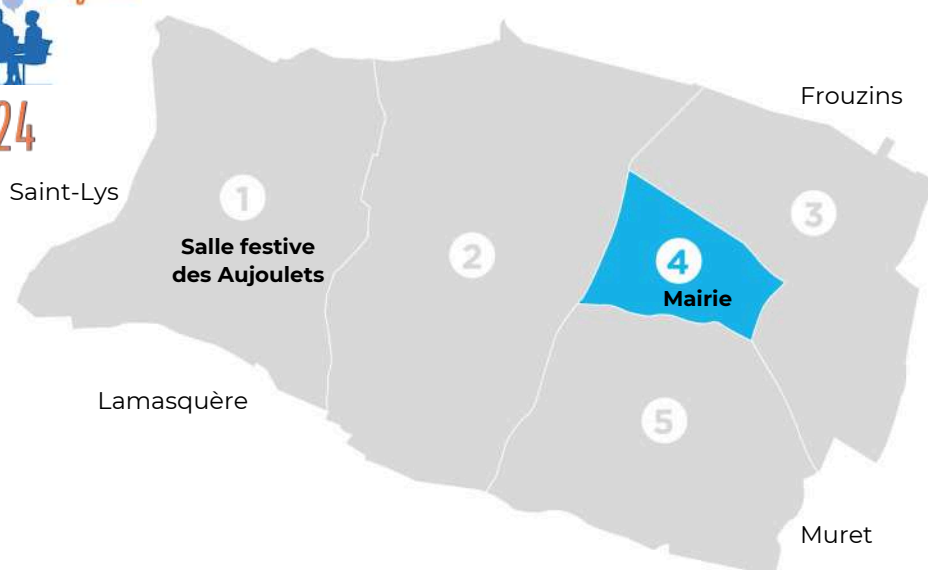 24
Frouzins
Saint-Lys
1
3
Salle festive
des Aujoulets
2
4
Mairie
Lamasquère
5
Muret